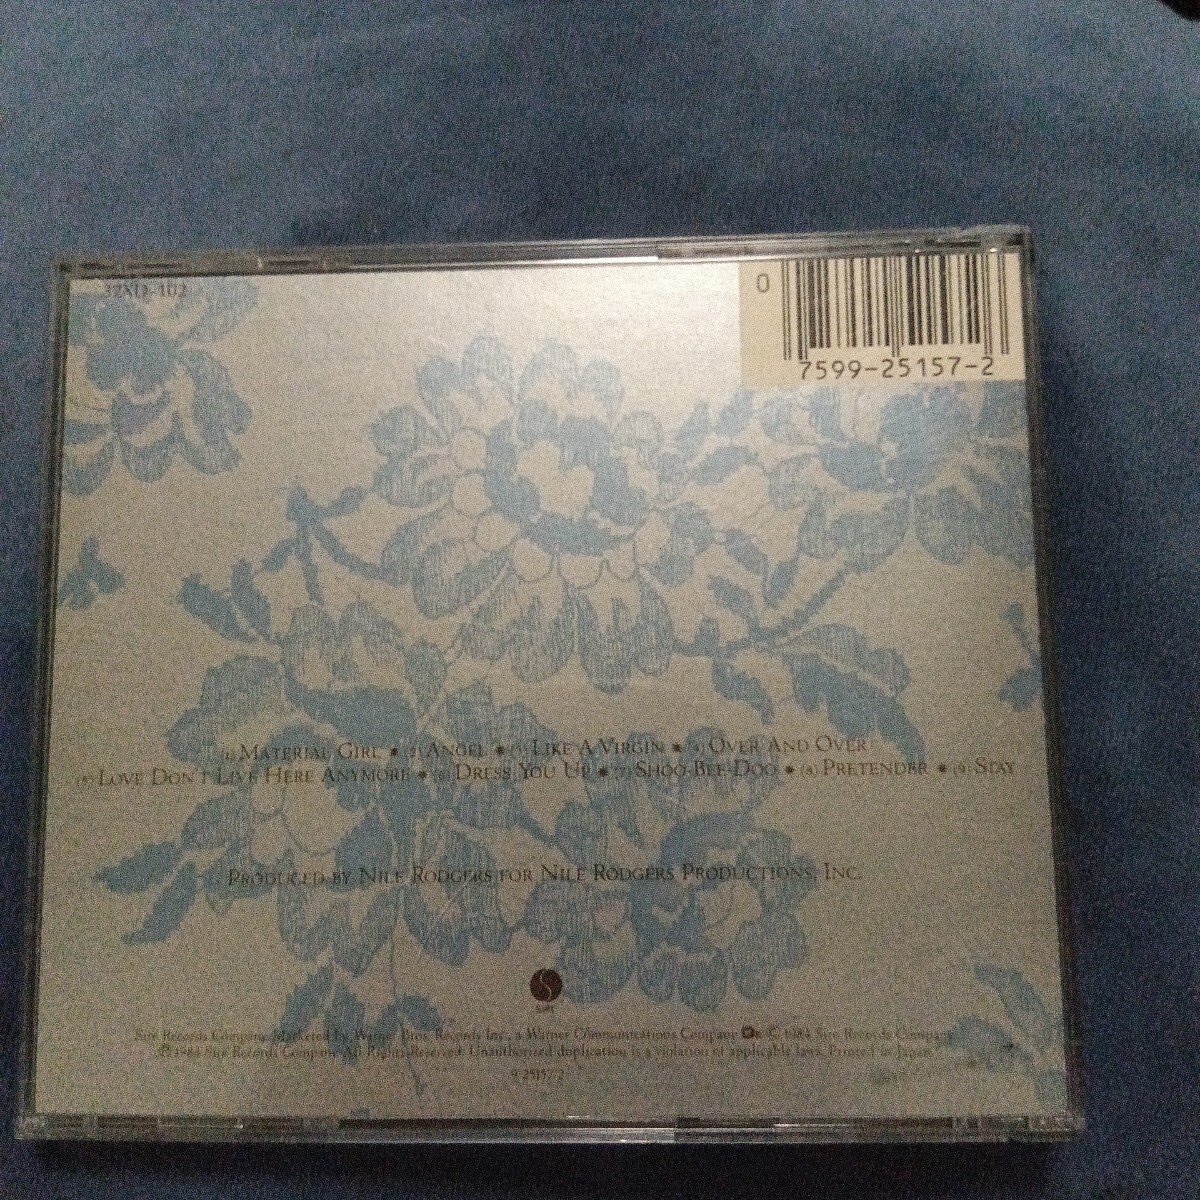 32XD-102
0
7599-25157-2
(1) MATERIAL GIRL * (2) ANGEL * (3) LIKE A VIRGIN * (4) OVER AND OVER
(5) LOVE DON'T LIVE HERE ANYMORE * (6) DRESS YOU UP * (7) SHOO-BEE-DOO * (8) PRETENDER * (9) STAY
PRODUCED BY NILE RODGERS FOR NILE RODGERS PRODUCTIONS, INC.
SIRE
Sire Records Company, Marketed by Warner Bros. Records Inc., a Warner Communications Company © 1984 Sire Records Company
℗ 1984 Sire Records Company. All Rights Reserved. Unauthorized duplication is a violation of applicable laws. Printed in Japan
9 25157-2